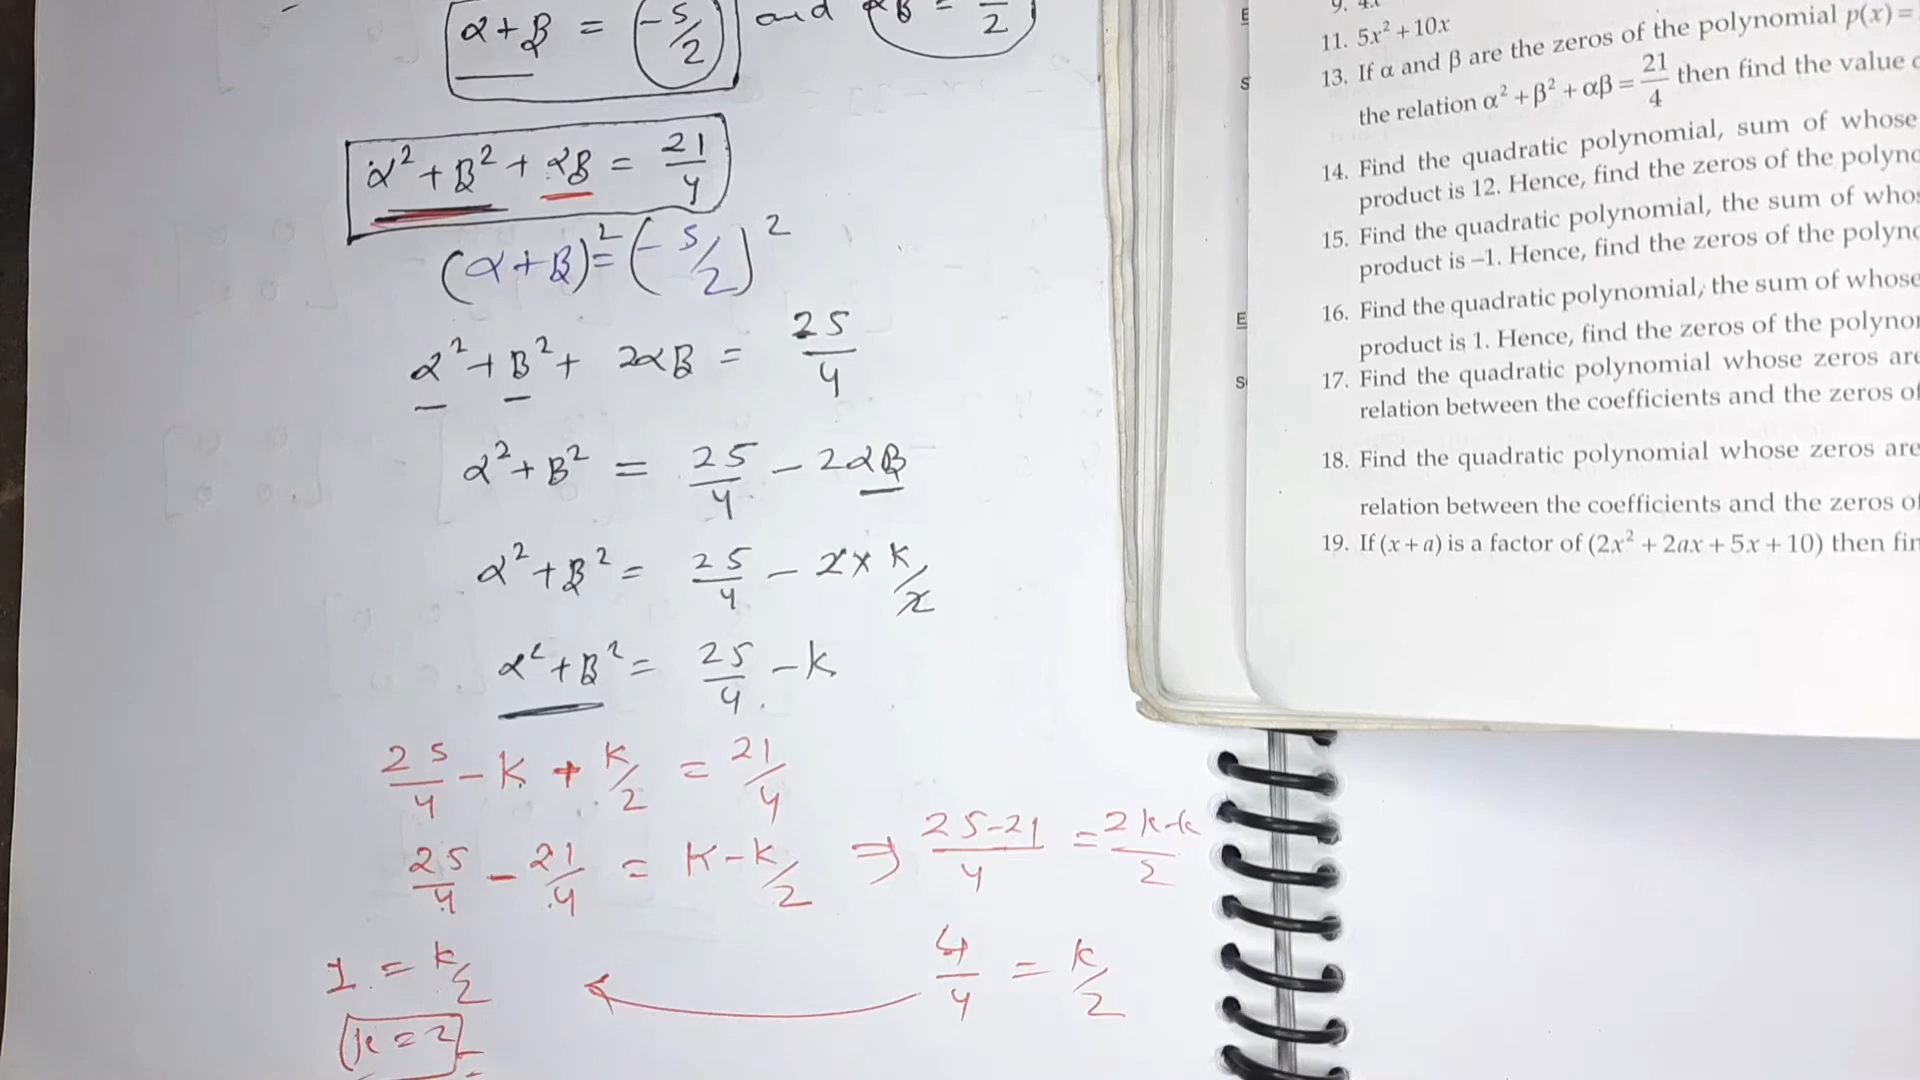 α+β = (-5/2) and αβ = /2
α²+β²+αβ = 21/4
(α+β)² = (-5/2)²
α²+β²+ 2αβ = 25/4
α²+β² = 25/4 - 2αβ
α²+β² = 25/4 - 2×k/2
α²+β² = 25/4 - k
25/4 - k + k/2 = 21/4
25/4 - 21/4 = k-k/2 ⇒ 25-21/4 = 2k-k/2
4/4 = k/2
1 = k/2
k=2
9. 4x
11. 5x² + 10x
13. If α and β are the zeros of the polynomial p(x) =
the relation α² + β² + αβ = 21/4 then find the value
14. Find the quadratic polynomial, sum of whose
product is 12. Hence, find the zeros of the
15. Find the quadratic polynomial, the sum of
product is –1. Hence, find the zeros of the
16. Find the quadratic polynomial, the sum of whose
product is 1. Hence, find the zeros of the
17. Find the quadratic polynomial whose zeros are
relation between the coefficients and the zeros of
18. Find the quadratic polynomial whose zeros are
relation between the coefficients and the zeros of
19. If (x + a) is a factor of (2x² + 2ax + 5x + 10) then
E
S
E
S